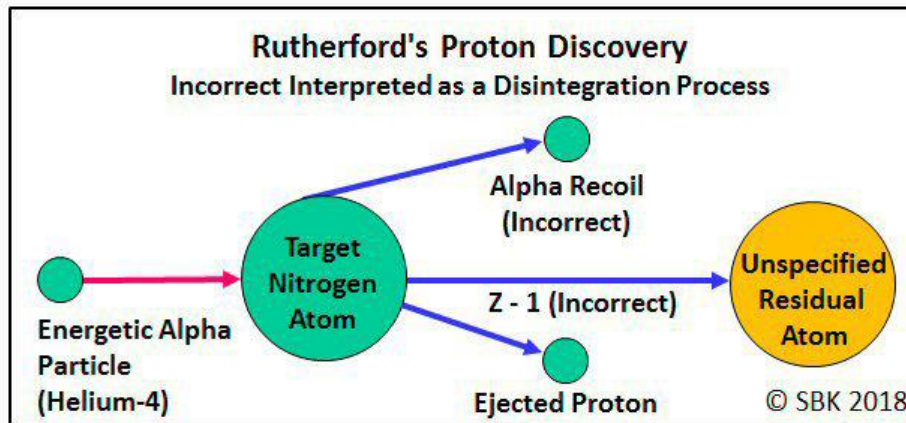 Rutherford's Proton Discovery
Incorrect Interpreted as a Disintegration Process
Alpha Recoil
(Incorrect)
Target
Nitrogen
Atom
Unspecified
Residual
Atom
Z - 1 (Incorrect)
Energetic Alpha
Particle
(Helium-4)
Ejected Proton
© SBK 2018